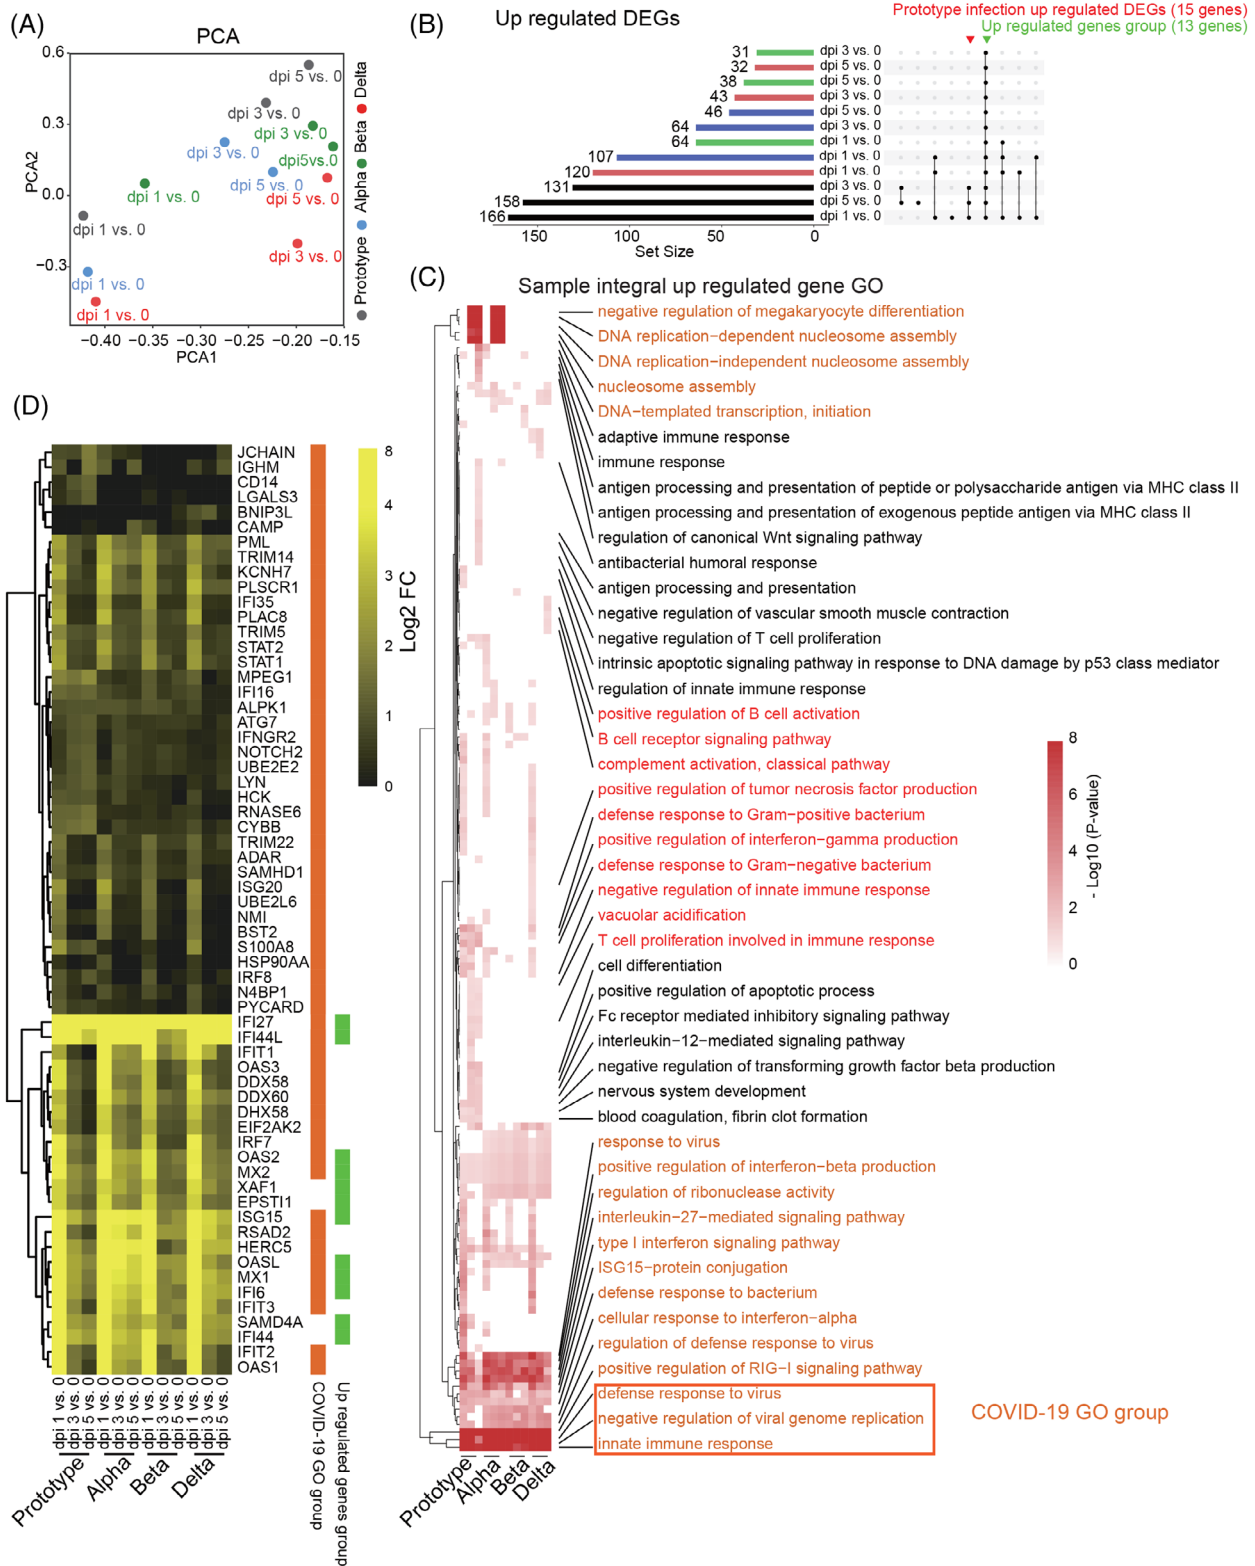 (A)
PCA
0.6
0.3
0.0
−0.3
PCA2
−0.40
−0.35
−0.30
−0.25
−0.20
−0.15
PCA1
dpi 5 vs. 0
dpi 3 vs. 0
dpi 3 vs. 0
dpi 3 vs. 0
dpi5vs.0
dpi 5 vs. 0
dpi 1 vs. 0
dpi 5 vs. 0
dpi 1 vs. 0
dpi 3 vs. 0
dpi 1 vs. 0
dpi 1 vs. 0
Prototype
Alpha
Beta
Delta
(B)
Up regulated DEGs
Prototype infection up regulated DEGs (15 genes)
Up regulated genes group (13 genes)
31 dpi 3 vs. 0
32 dpi 5 vs. 0
38 dpi 5 vs. 0
43 dpi 3 vs. 0
46 dpi 5 vs. 0
64 dpi 3 vs. 0
64 dpi 1 vs. 0
107 dpi 1 vs. 0
120 dpi 1 vs. 0
131 dpi 3 vs. 0
158 dpi 5 vs. 0
166 dpi 1 vs. 0
150
100
50
0
Set Size
(C)
Sample integral up regulated gene GO
negative regulation of megakaryocyte differentiation
DNA replication−dependent nucleosome assembly
DNA replication−independent nucleosome assembly
nucleosome assembly
DNA−templated transcription, initiation
adaptive immune response
immune response
antigen processing and presentation of peptide or polysaccharide antigen via MHC class II
antigen processing and presentation of exogenous peptide antigen via MHC class II
regulation of canonical Wnt signaling pathway
antibacterial humoral response
antigen processing and presentation
negative regulation of vascular smooth muscle contraction
negative regulation of T cell proliferation
intrinsic apoptotic signaling pathway in response to DNA damage by p53 class mediator
regulation of innate immune response
positive regulation of B cell activation
B cell receptor signaling pathway
complement activation, classical pathway
positive regulation of tumor necrosis factor production
defense response to Gram−positive bacterium
positive regulation of interferon−gamma production
defense response to Gram−negative bacterium
negative regulation of innate immune response
vacuolar acidification
T cell proliferation involved in immune response
cell differentiation
positive regulation of apoptotic process
Fc receptor mediated inhibitory signaling pathway
interleukin−12−mediated signaling pathway
negative regulation of transforming growth factor beta production
nervous system development
blood coagulation, fibrin clot formation
response to virus
positive regulation of interferon−beta production
regulation of ribonuclease activity
interleukin−27−mediated signaling pathway
type I interferon signaling pathway
ISG15−protein conjugation
defense response to bacterium
cellular response to interferon−alpha
regulation of defense response to virus
positive regulation of RIG−I signaling pathway
defense response to virus
negative regulation of viral genome replication
innate immune response
COVID-19 GO group
Prototype
Alpha
Beta
Delta
8
6
4
2
0
- Log10 (P-value)
(D)
JCHAIN
IGHM
CD14
LGALS3
BNIP3L
CAMP
PML
TRIM14
KCNH7
PLSCR1
IFI35
PLAC8
TRIM5
STAT2
STAT1
MPEG1
IFI16
ALPK1
ATG7
IFNGR2
NOTCH2
UBE2E2
LYN
HCK
RNASE6
CYBB
TRIM22
ADAR
SAMHD1
ISG20
UBE2L6
NMI
BST2
S100A8
HSP90AA
IRF8
N4BP1
PYCARD
IFI27
IFI44L
IFIT1
OAS3
DDX58
DDX60
DHX58
EIF2AK2
IRF7
OAS2
MX2
XAF1
EPSTI1
ISG15
RSAD2
HERC5
OASL
MX1
IFI6
IFIT3
SAMD4A
IFI44
IFIT2
OAS1
8
4
3
2
1
0
Log2 FC
dpi 1 vs. 0
dpi 3 vs. 0
dpi 5 vs. 0
dpi 1 vs. 0
dpi 3 vs. 0
dpi 5 vs. 0
dpi 1 vs. 0
dpi 3 vs. 0
dpi 5 vs. 0
dpi 1 vs. 0
dpi 3 vs. 0
dpi 5 vs. 0
COVID-19 GO group
Up regulated genes group
Prototype
Alpha
Beta
Delta